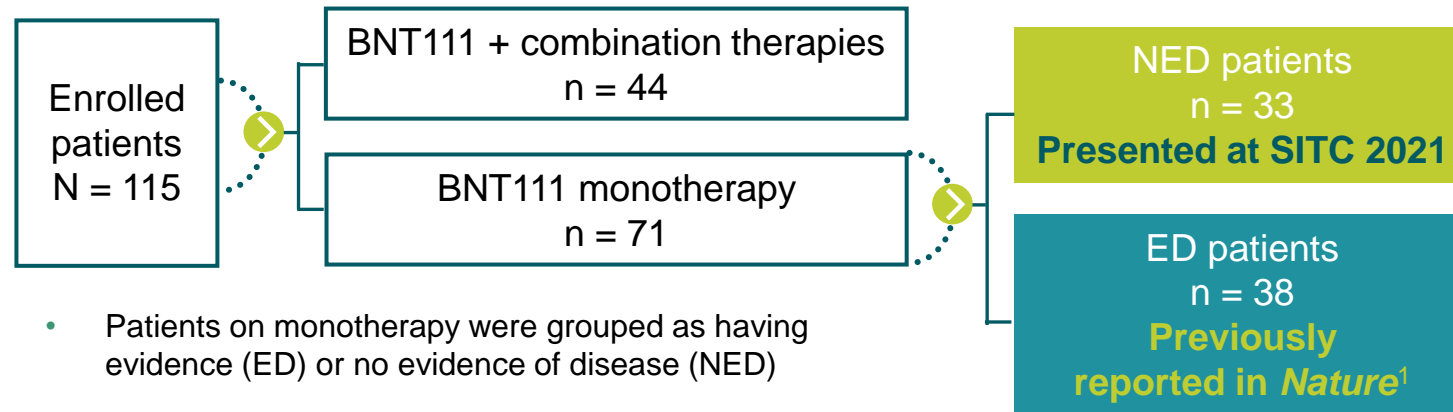 Enrolled
patients
N = 115
BNT111 + combination therapies
n = 44
BNT111 monotherapy
n = 71
NED patients
n = 33
Presented at SITC 2021
ED patients
n = 38
Previously
reported in Nature¹
• Patients on monotherapy were grouped as having
evidence (ED) or no evidence of disease (NED)